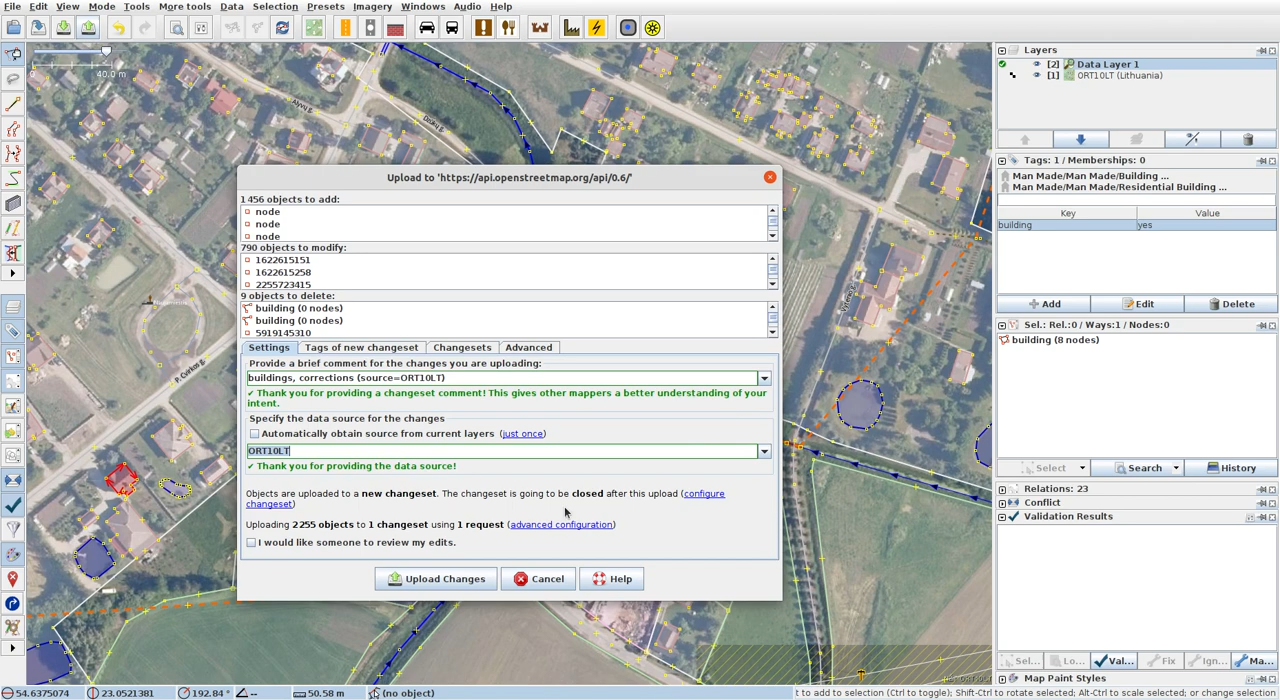 File Edit View Mode Tools More tools Data Selection Presets Imagery Windows Audio Help
0 40.0 m
Alyvų g.
P. Cvirkos g.
Upload to 'https://api.openstreetmap.org/api/0.6/'
1 456 objects to add:
node
node
node
790 objects to modify:
1622615151
1622615258
2255723415
9 objects to delete:
building (0 nodes)
building (0 nodes)
5919145310
Settings Tags of new changeset Changesets Advanced
Provide a brief comment for the changes you are uploading:
buildings, corrections (source=ORT10LT)
✔ Thank you for providing a changeset comment! This gives other mappers a better understanding of your
intent.
Specify the data source for the changes
Automatically obtain source from current layers (just once)
ORT10LT
✔ Thank you for providing the data source!
Objects are uploaded to a new changeset. The changeset is going to be closed after this upload (configure
changeset)
Uploading 2255 objects to 1 changeset using 1 request (advanced configuration)
I would like someone to review my edits.
Upload Changes Cancel Help
Layers
[2] Data Layer 1
[1] ORT10LT (Lithuania)
Tags: 1 / Memberships: 0
Man Made/Man Made/Building ...
Man Made/Man Made/Residential Building ...
Key Value
building yes
Add Edit Delete
Sel.: Rel.:0 / Ways:1 / Nodes:0
building (8 nodes)
Select Search History
Relations: 23
Conflict
Validation Results
Sel... Lo... Val... Fix Ign... Ma...
Map Paint Styles
54.6375074 23.0521381 192.84 ° -- 50.58 m (no object) t to add to selection (Ctrl to toggle); Shift-Ctrl to rotate selected; Alt-Ctrl to scale selected; or change selection